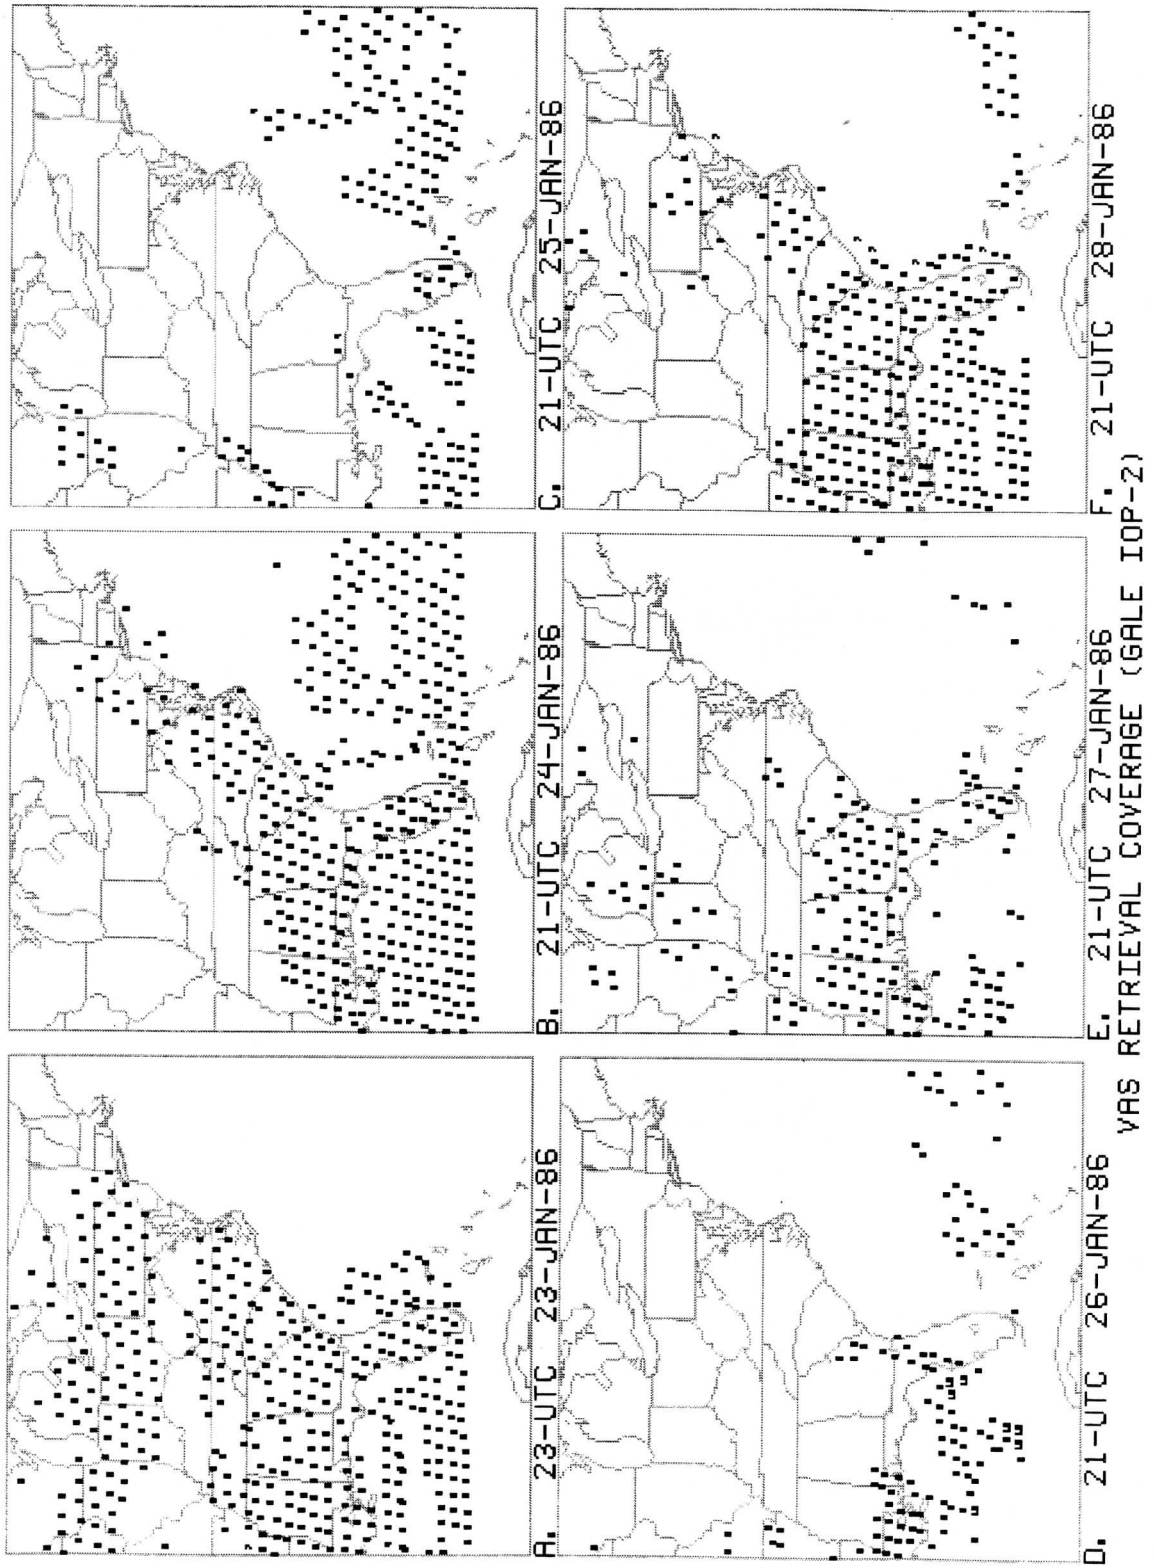 A. 23-UTC 23-JAN-86
B. 21-UTC 24-JAN-86
C. 21-UTC 25-JAN-86
D. 21-UTC 26-JAN-86
E. 21-UTC 27-JAN-86
F. 21-UTC 28-JAN-86
VAS RETRIEVAL COVERAGE (GALE IOP-2)